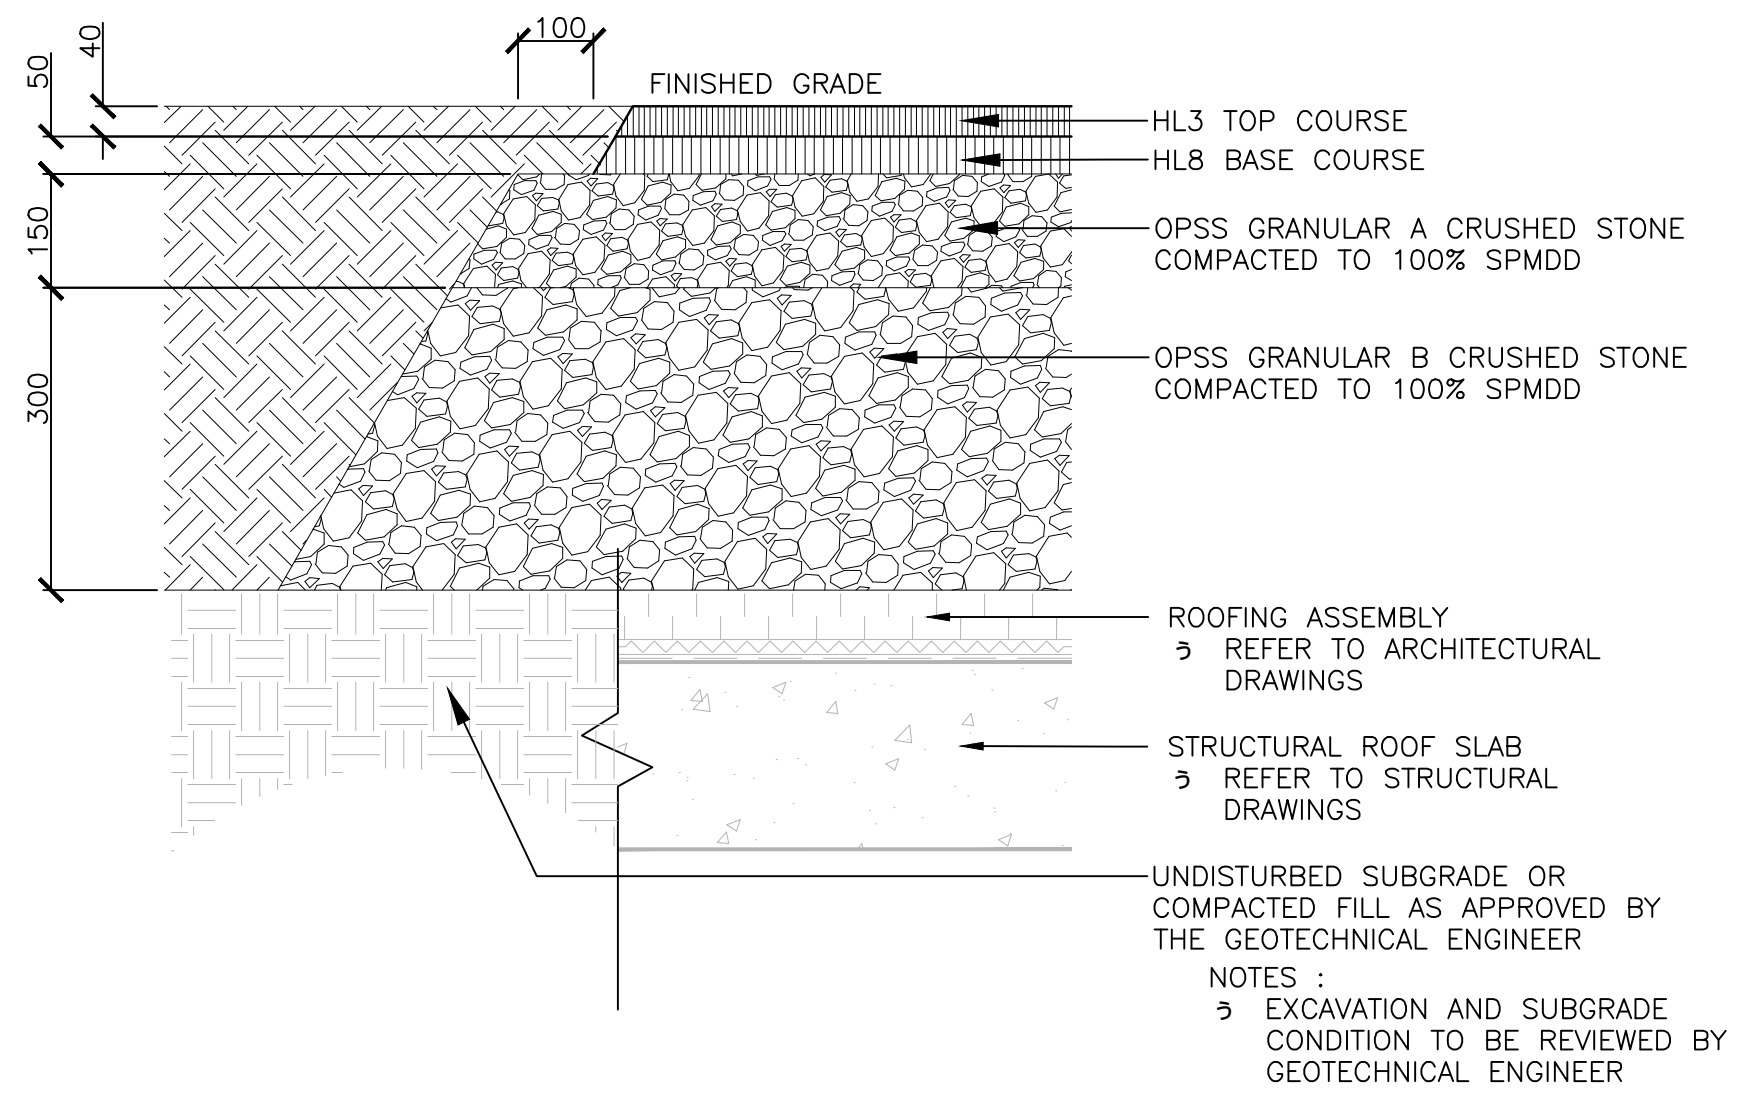 100
40
50
FINISHED GRADE
HL3 TOP COURSE
HL8 BASE COURSE
150
OPSS GRANULAR A CRUSHED STONE
COMPACTED TO 100% SPMDD
300
OPSS GRANULAR B CRUSHED STONE
COMPACTED TO 100% SPMDD
ROOFING ASSEMBLY
う REFER TO ARCHITECTURAL
DRAWINGS
STRUCTURAL ROOF SLAB
う REFER TO STRUCTURAL
DRAWINGS
UNDISTURBED SUBGRADE OR
COMPACTED FILL AS APPROVED BY
THE GEOTECHNICAL ENGINEER
NOTES :
う EXCAVATION AND SUBGRADE
CONDITION TO BE REVIEWED BY
GEOTECHNICAL ENGINEER